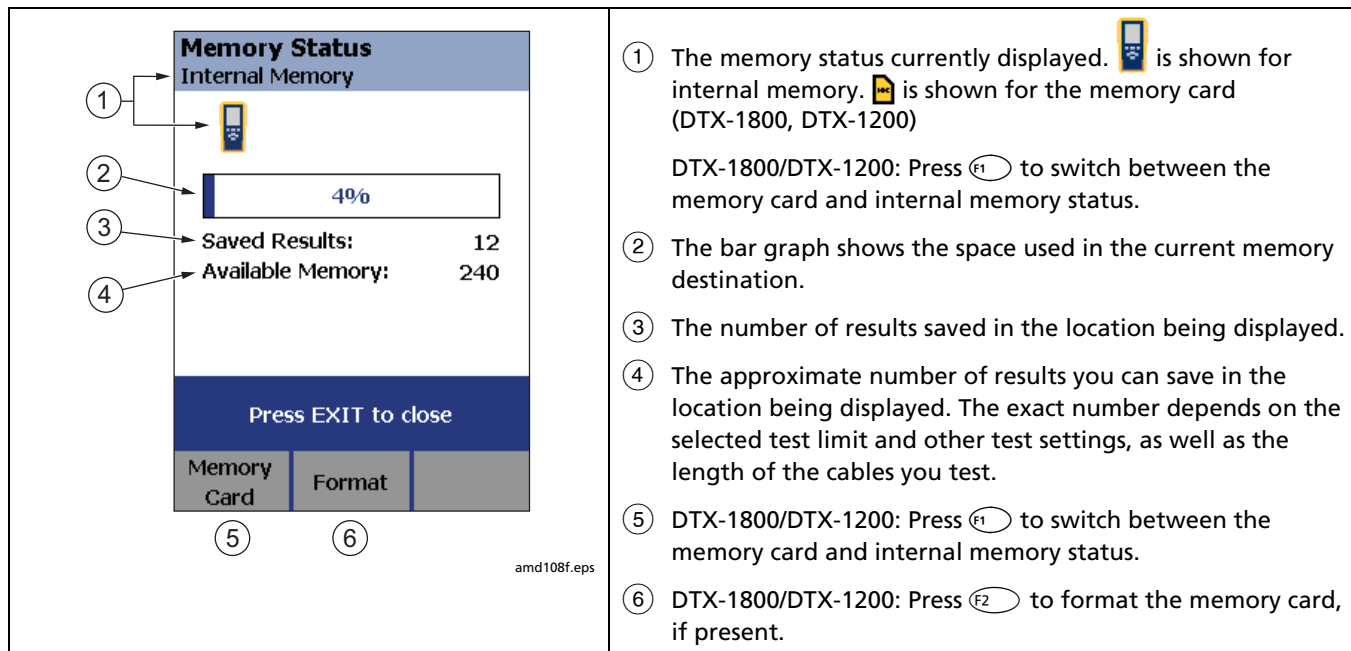 Memory Status
Internal Memory
1
2
4%
3
Saved Results: 12
4
Available Memory: 240
Press EXIT to close
Memory
Card
Format
5
6
amd108f.eps
1 The memory status currently displayed. is shown for
internal memory. is shown for the memory card
(DTX-1800, DTX-1200)
DTX-1800/DTX-1200: Press F1 to switch between the
memory card and internal memory status.
2 The bar graph shows the space used in the current memory
destination.
3 The number of results saved in the location being displayed.
4 The approximate number of results you can save in the
location being displayed. The exact number depends on the
selected test limit and other test settings, as well as the
length of the cables you test.
5 DTX-1800/DTX-1200: Press F1 to switch between the
memory card and internal memory status.
6 DTX-1800/DTX-1200: Press F2 to format the memory card,
if present.